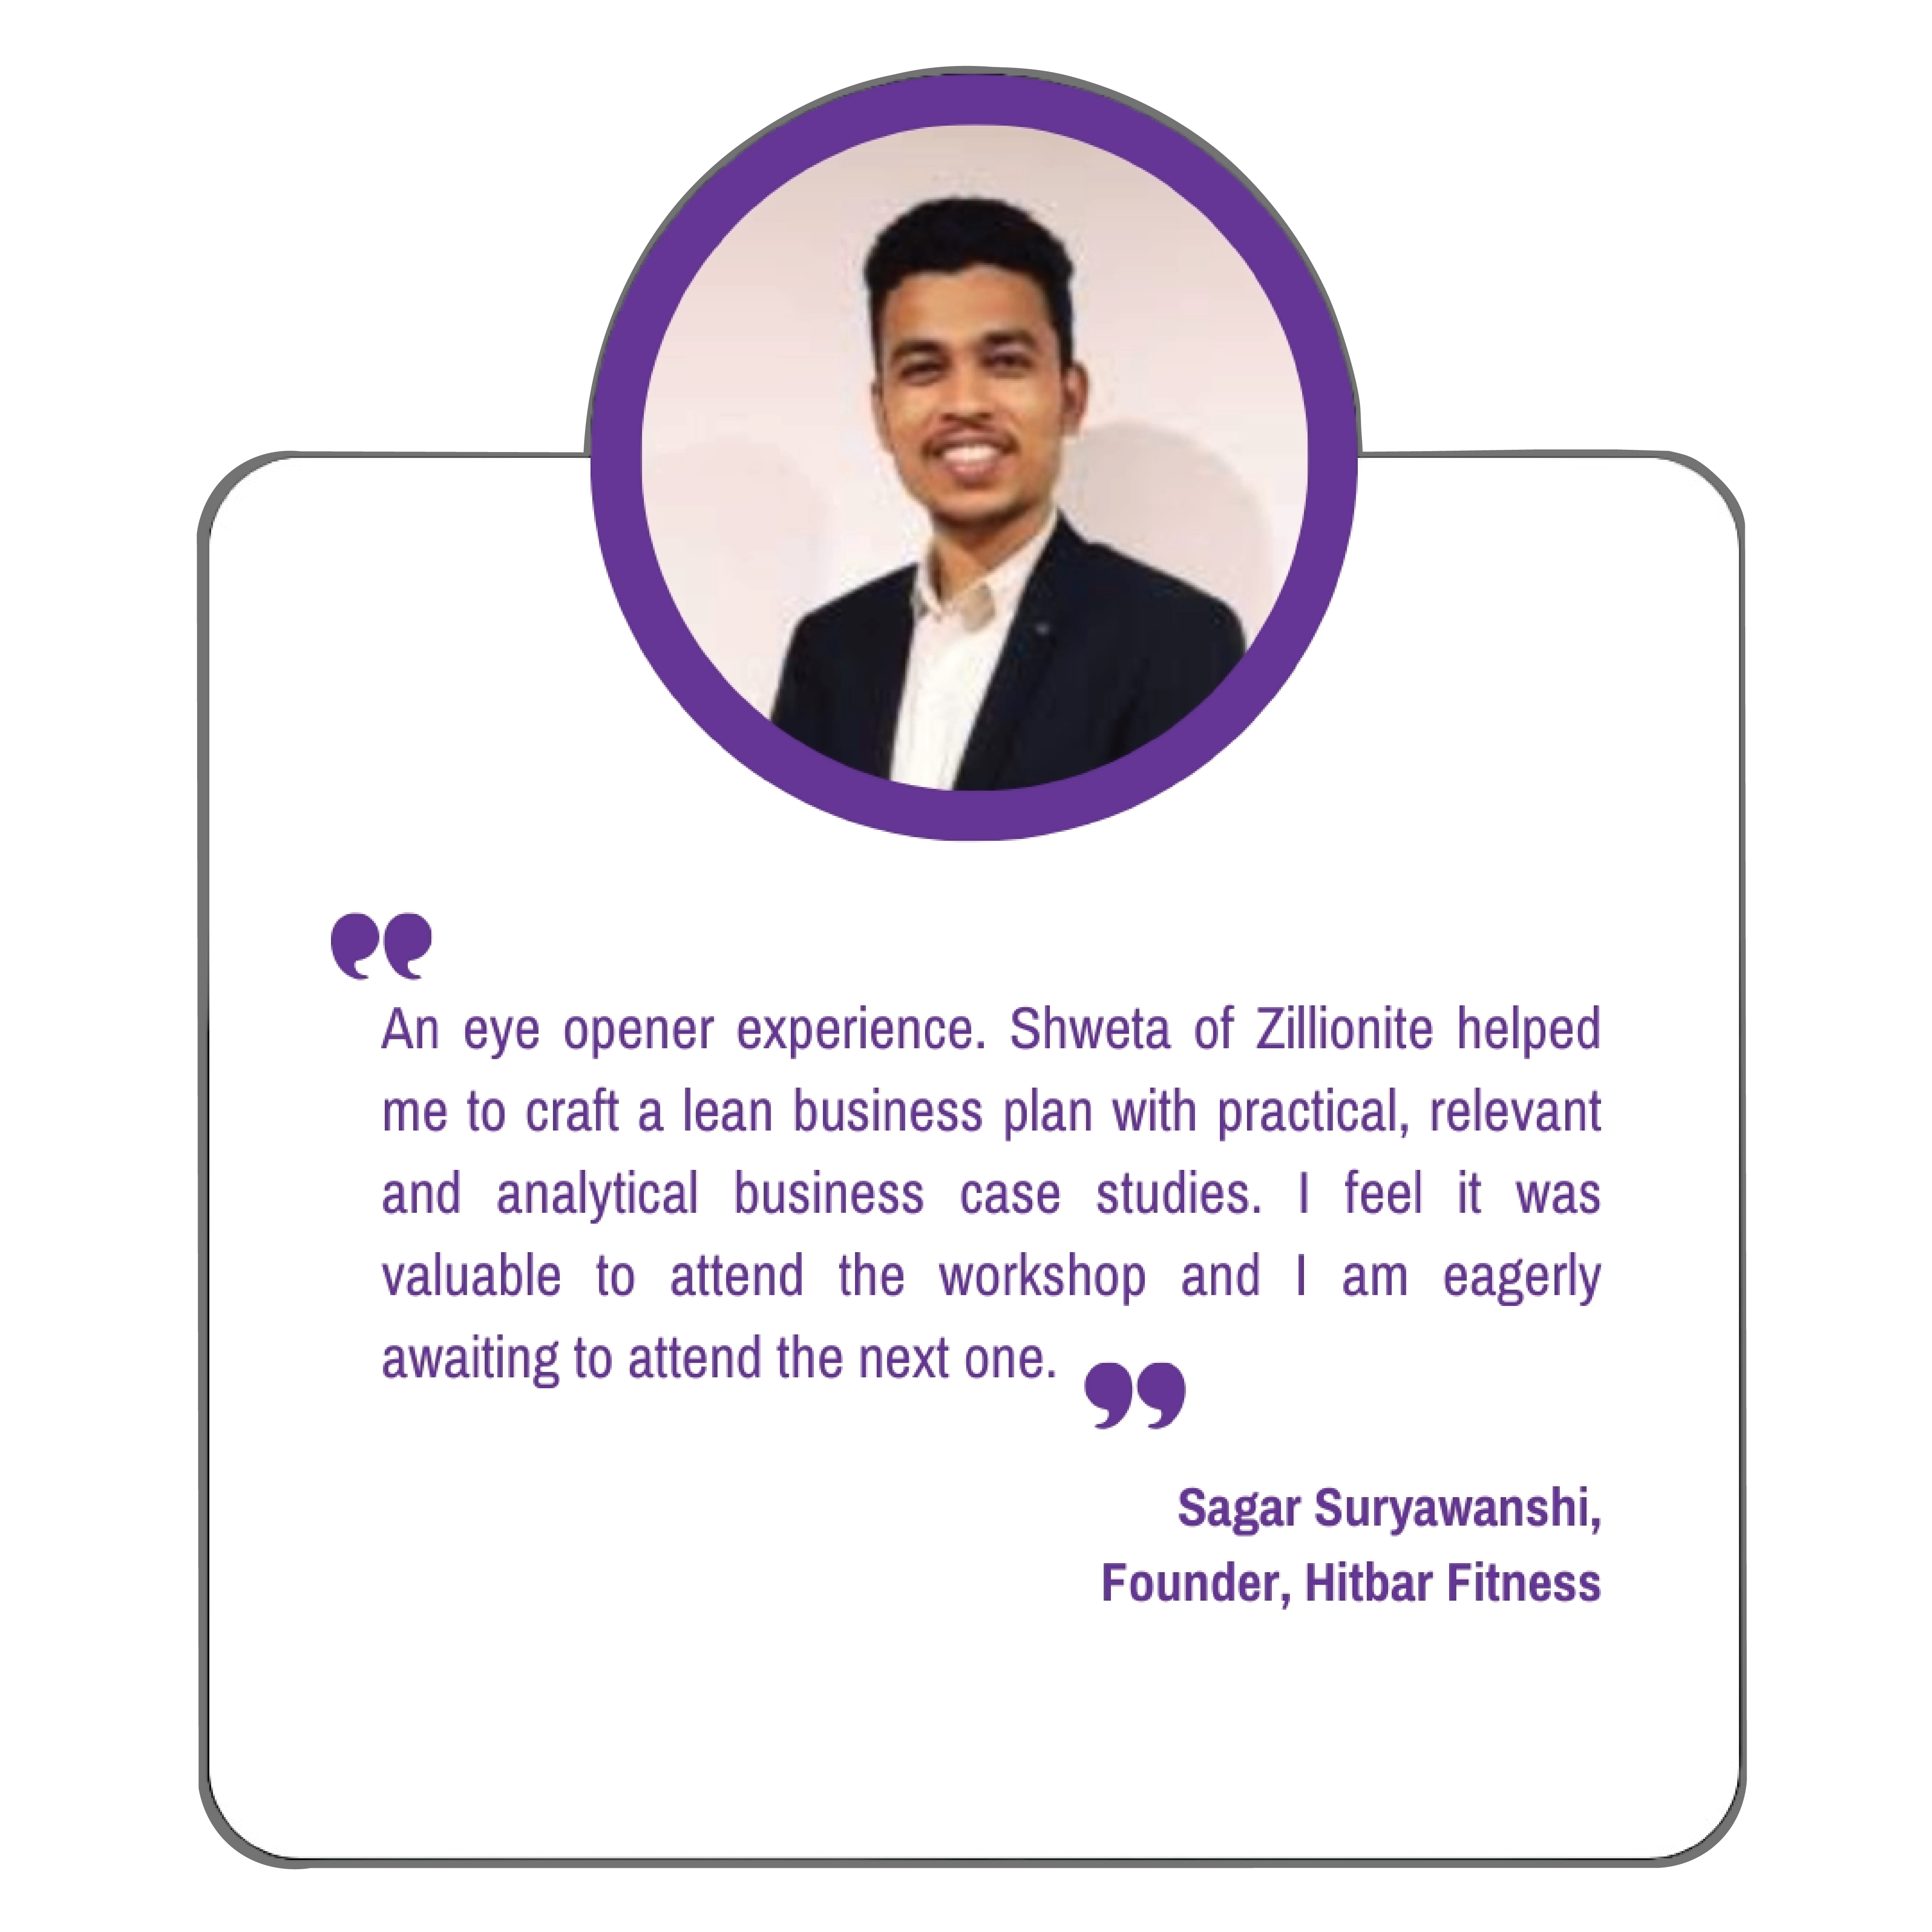 An eye opener experience. Shweta of Zillionite helped
me to craft a lean business plan with practical, relevant
and analytical business case studies. I feel it was
valuable to attend the workshop and I am eagerly
awaiting to attend the next one. ”
Sagar Suryawanshi,
Founder, Hitbar Fitness